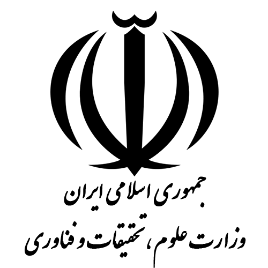 جمهوری اسلامی ایران
وزارت علوم، تحقیقات و فناوری